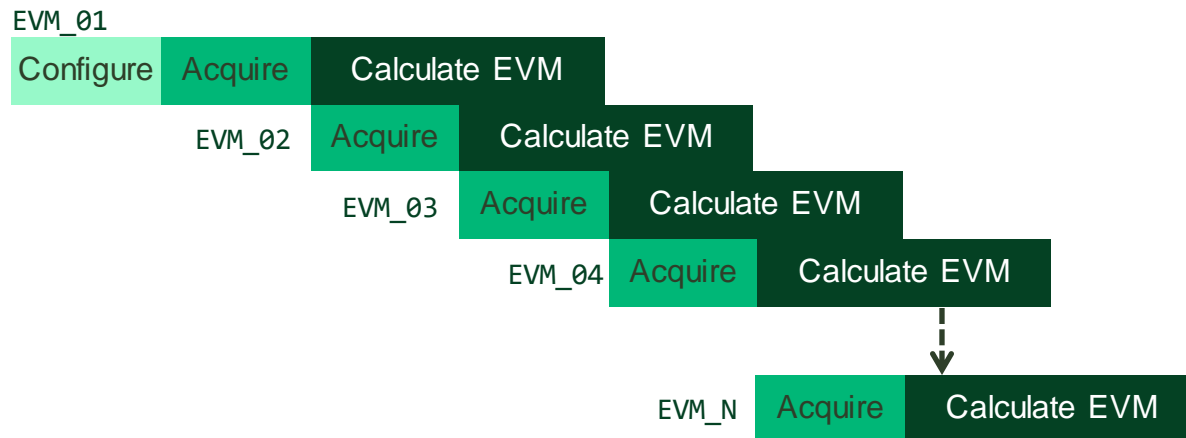 EVM_01
Configure Acquire Calculate EVM
EVM_02 Acquire Calculate EVM
EVM_03 Acquire Calculate EVM
EVM_04 Acquire Calculate EVM
EVM_N Acquire Calculate EVM